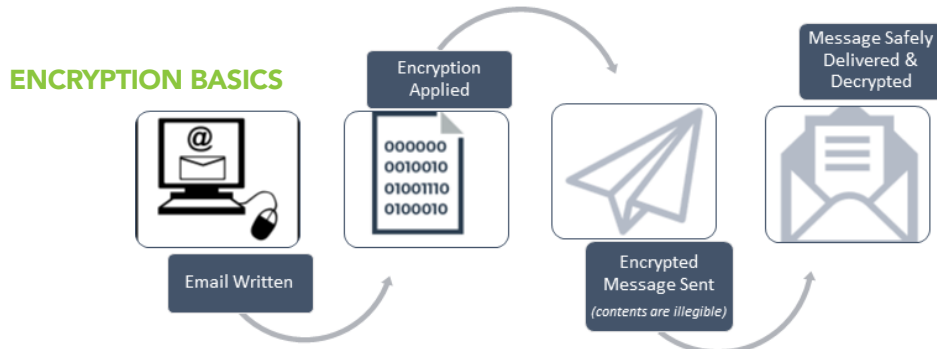 ENCRYPTION BASICS
@
Email Written
Encryption
Applied
000000
0010010
01001110
0100010
Encrypted
Message Sent
(contents are illegible)
Message Safely
Delivered &
Decrypted